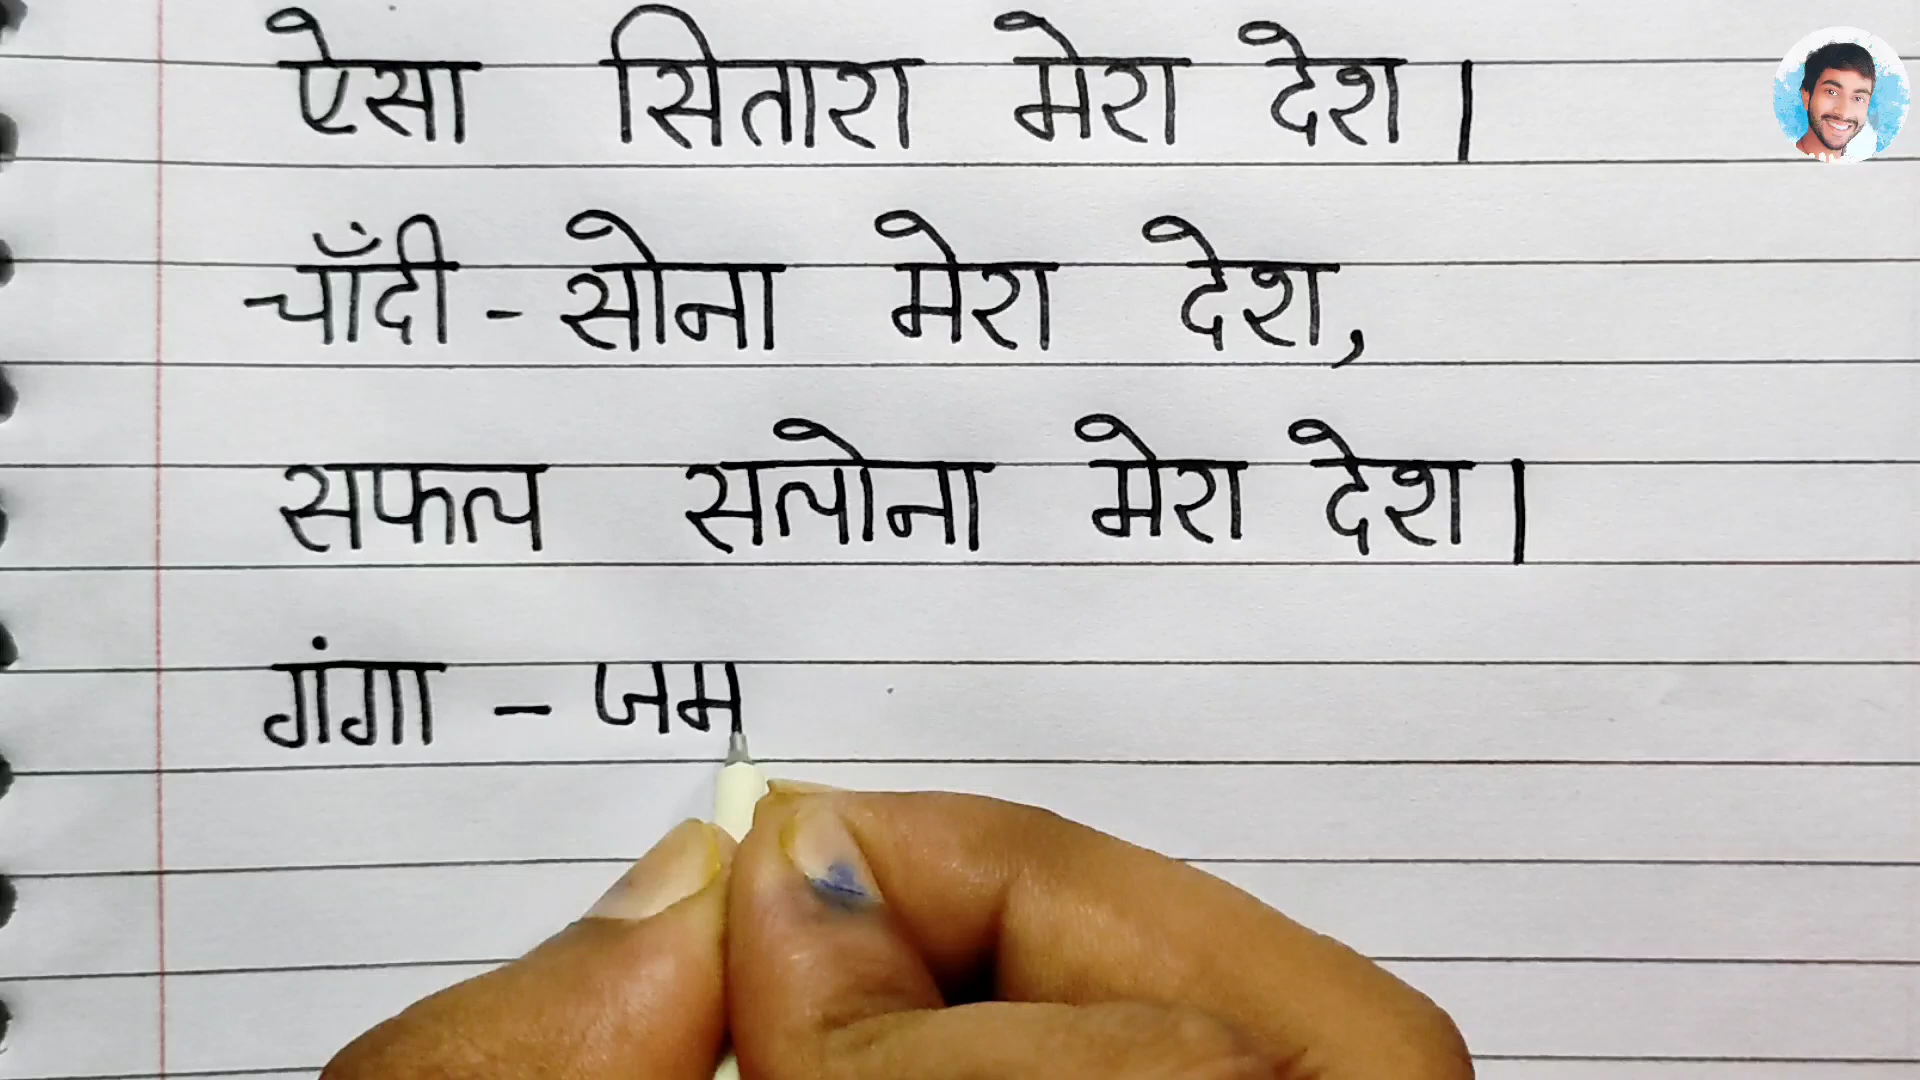 ऐसा सितारा मेरा देश।
चाँदी - सोना मेरा देश,
सफल सलोना मेरा देश।
गंगा - जम